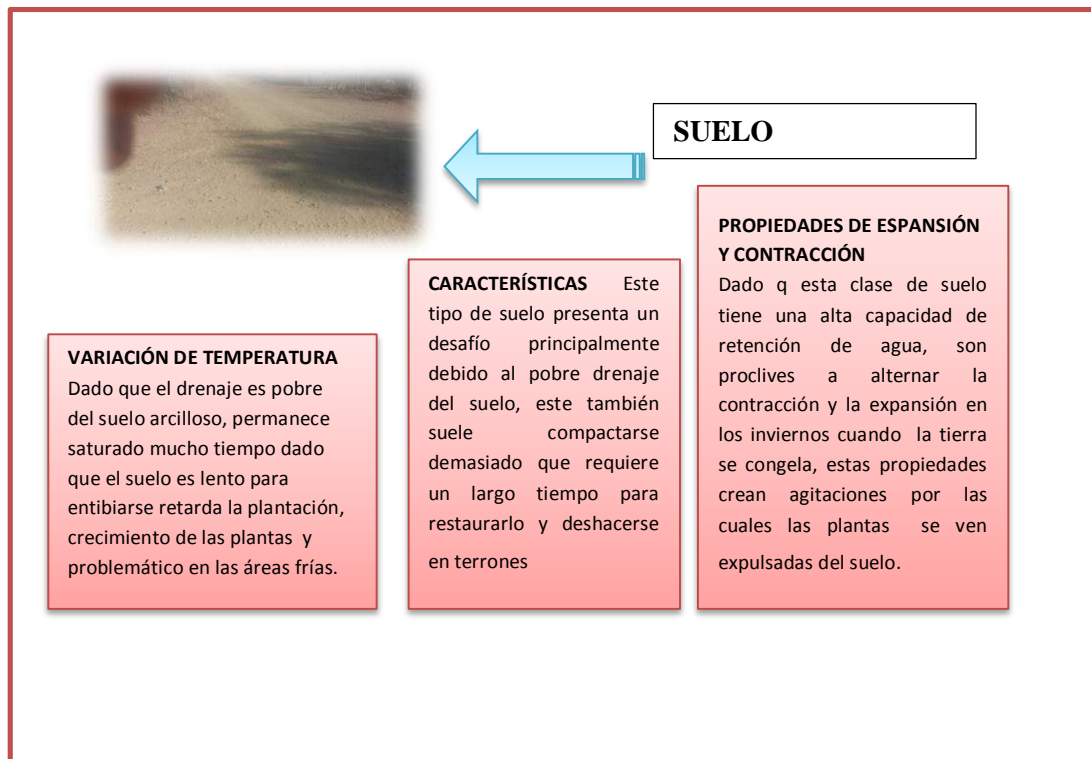 SUELO
VARIACIÓN DE TEMPERATURA
Dado que el drenaje es pobre
del suelo arcilloso, permanece
saturado mucho tiempo dado
que el suelo es lento para
entibiarse retarda la plantación,
crecimiento de las plantas y
problemático en las áreas frías.
CARACTERÍSTICAS Este
tipo de suelo presenta un
desafío principalmente
debido al pobre drenaje
del suelo, este también
suele compactarse
demasiado que requiere
un largo tiempo para
restaurarlo y deshacerse
en terrones
PROPIEDADES DE ESPANSIÓN
Y CONTRACCIÓN
Dado q esta clase de suelo
tiene una alta capacidad de
retención de agua, son
proclives a alternar la
contracción y la expansión en
los inviernos cuando la tierra
se congela, estas propiedades
crean agitaciones por las
cuales las plantas se ven
expulsadas del suelo.